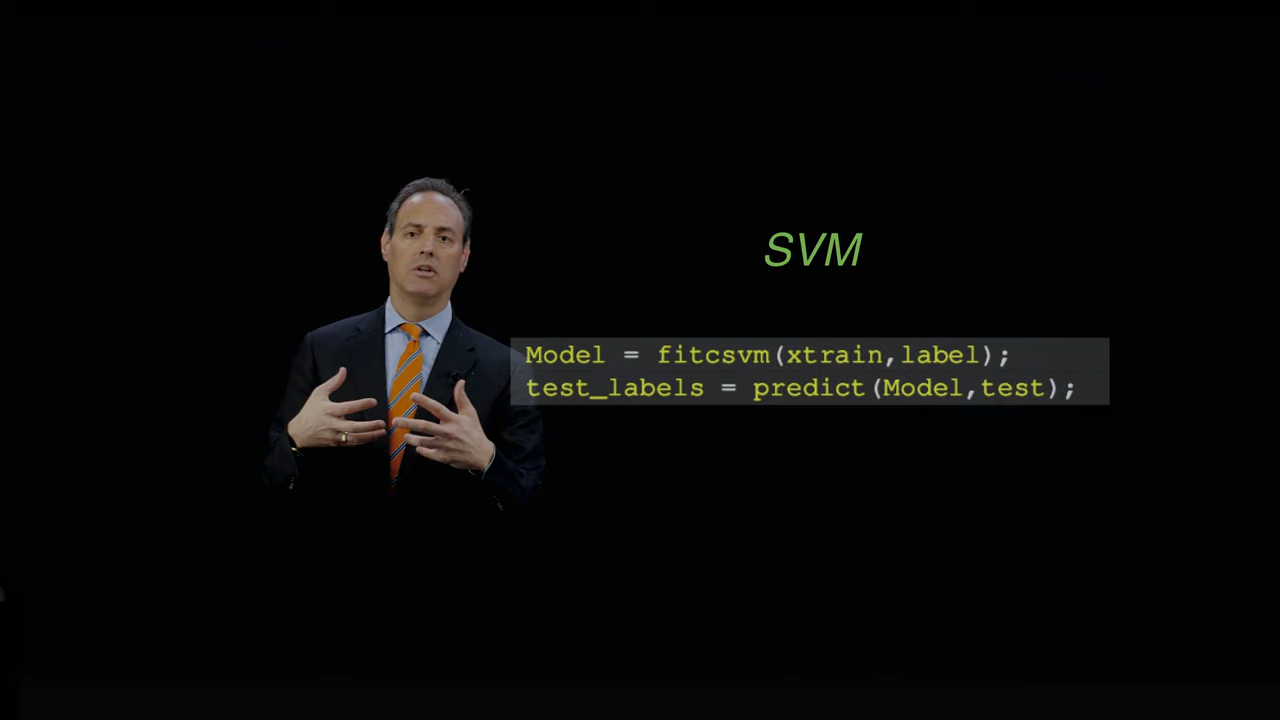 SVM
Model = fitcsvm(xtrain,label);
test_labels = predict(Model,test);